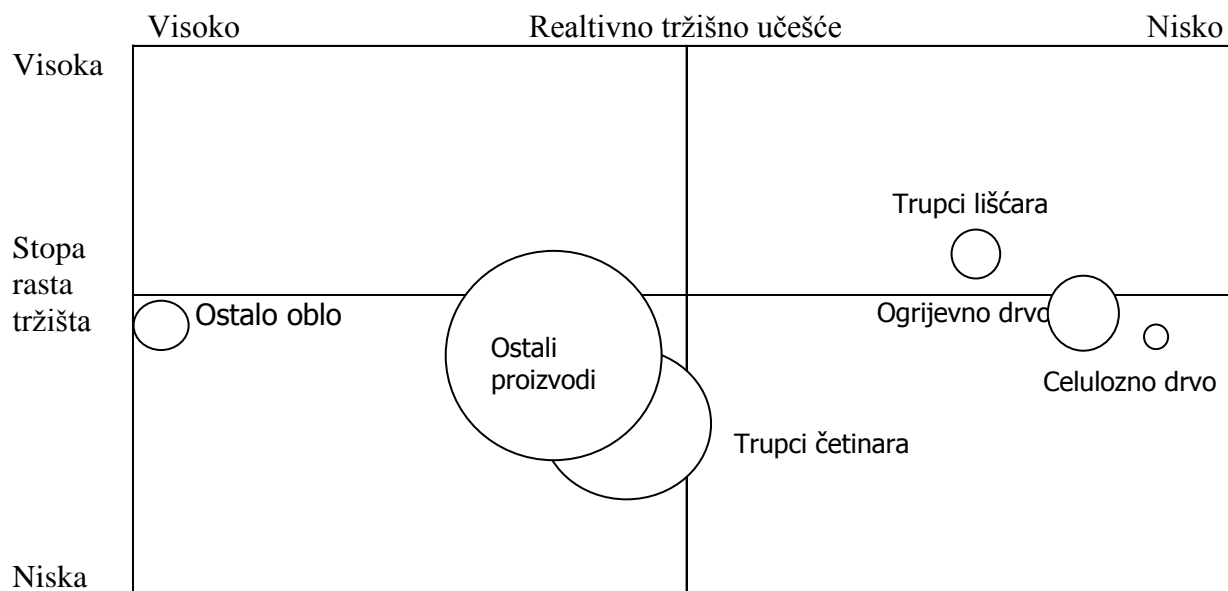 Visoko Realtivno tržišno učešće Nisko
Visoka
Trupci lišćara
Stopa
rasta
tržišta
Ostalo oblo
Ogrijevno drvo
Ostali
proizvodi
Celulozno drvo
Trupci četinara
Niska